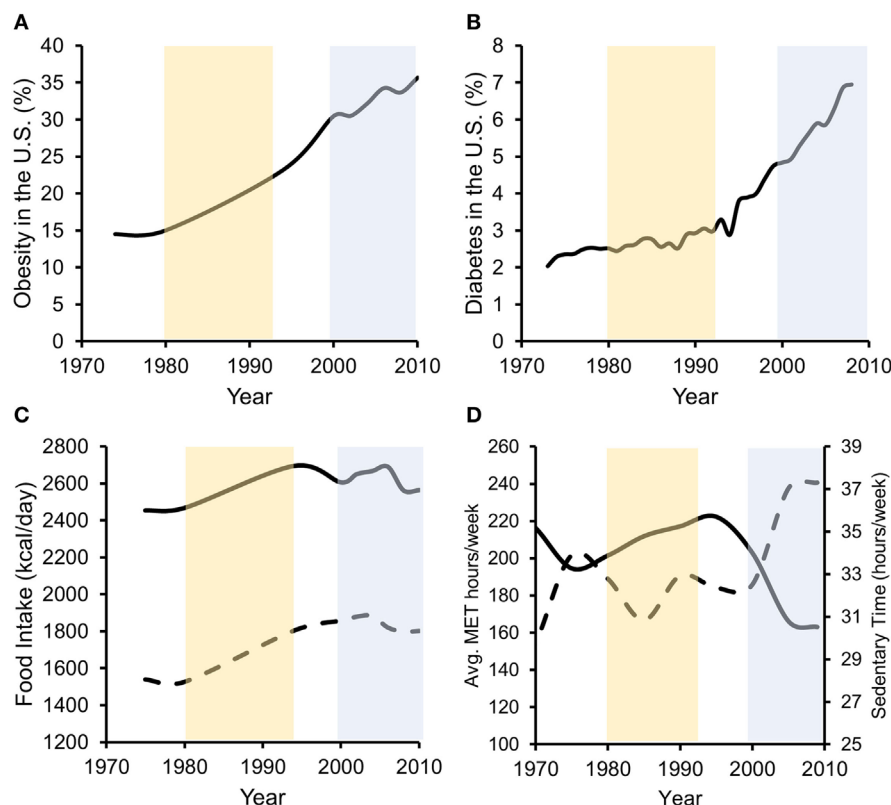 A
Obesity in the U.S. (%)
40
35
30
25
20
15
10
5
0
1970 1980 1990 2000 2010
Year
B
Diabetes in the U.S. (%)
8
7
6
5
4
3
2
1
0
1970 1980 1990 2000 2010
Year
C
Food Intake (kcal/day)
2800
2600
2400
2200
2000
1800
1600
1400
1200
1970 1980 1990 2000 2010
Year
D
Avg. MET hours/week
260
240
220
200
180
160
140
120
100
39
37
35
33
31
29
27
25
Sedentary Time (hours/week)
1970 1980 1990 2000 2010
Year